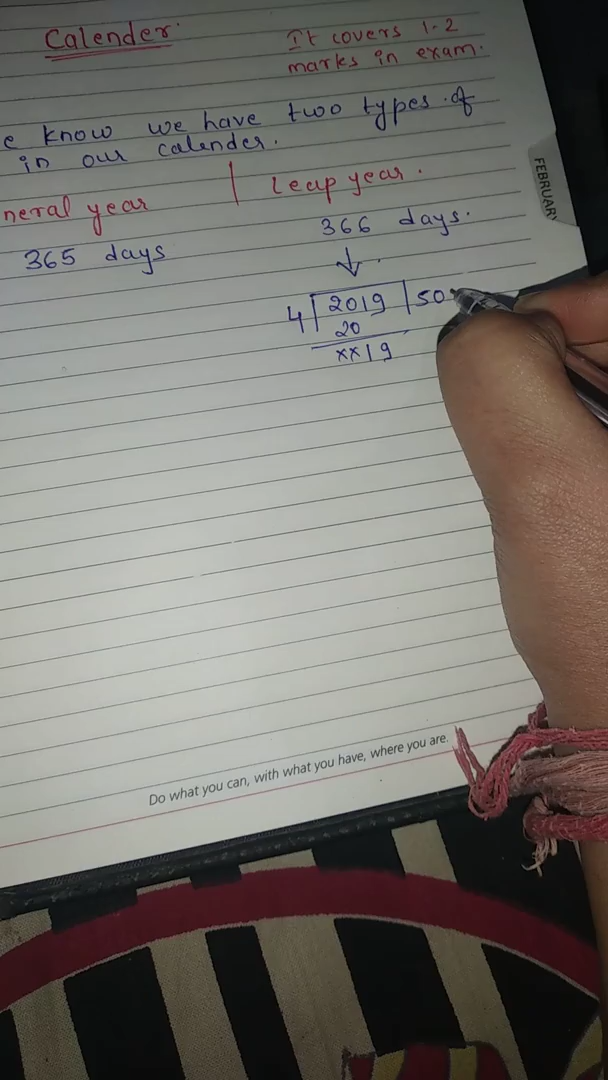 Calender.
It covers 1-2
marks in exam.
e know we have two types of
in our calender.
neral year
Leap year.
365 days
366 days.
4 2019 50
20
xx19
FEBRUARY
Do what you can, with what you have, where you are.